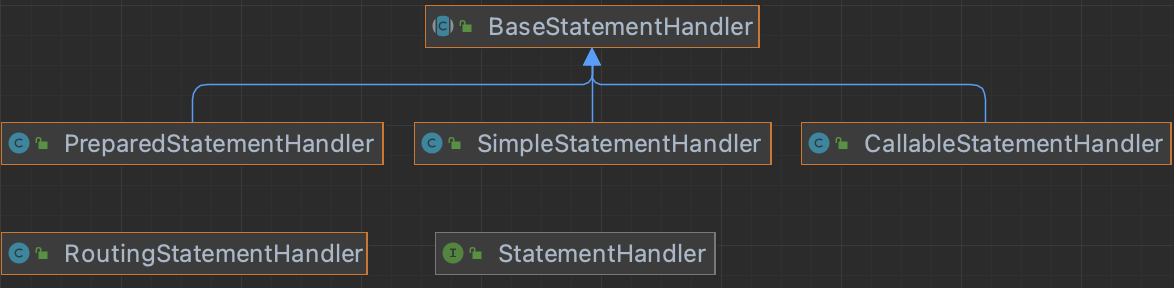 BaseStatementHandler
PreparedStatementHandler
SimpleStatementHandler
CallableStatementHandler
RoutingStatementHandler
StatementHandler